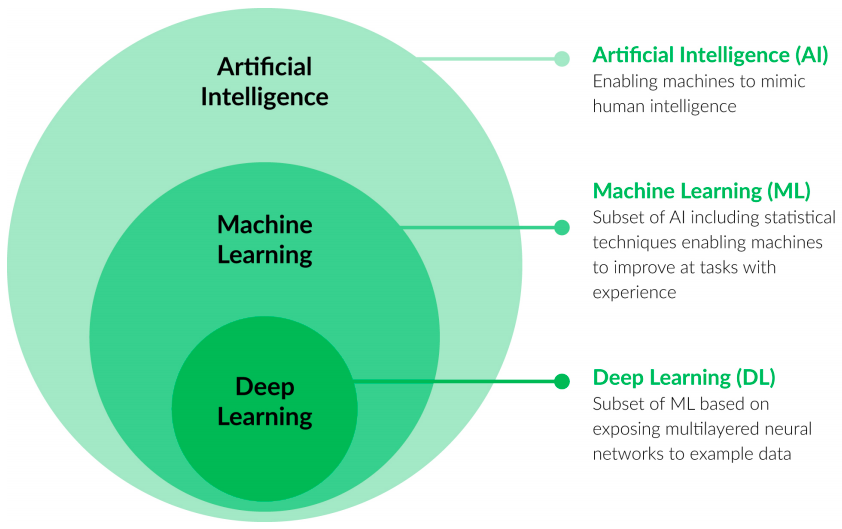 Artificial
Intelligence
Machine
Learning
Deep
Learning
Artificial Intelligence (AI)
Enabling machines to mimic
human intelligence
Machine Learning (ML)
Subset of AI including statistical
techniques enabling machines
to improve at tasks with
experience
Deep Learning (DL)
Subset of ML based on
exposing multilayered neural
networks to example data